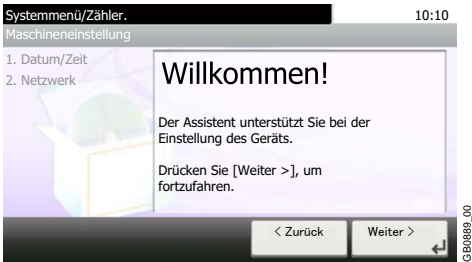 Systemmenü/Zähler.
10:10
Maschineneinstellung
1. Datum/Zeit
2. Netzwerk
Willkommen!
Der Assistent unterstützt Sie bei der
Einstellung des Geräts.
Drücken Sie [Weiter >], um
fortzufahren.
< Zurück
Weiter >
GB0889_00